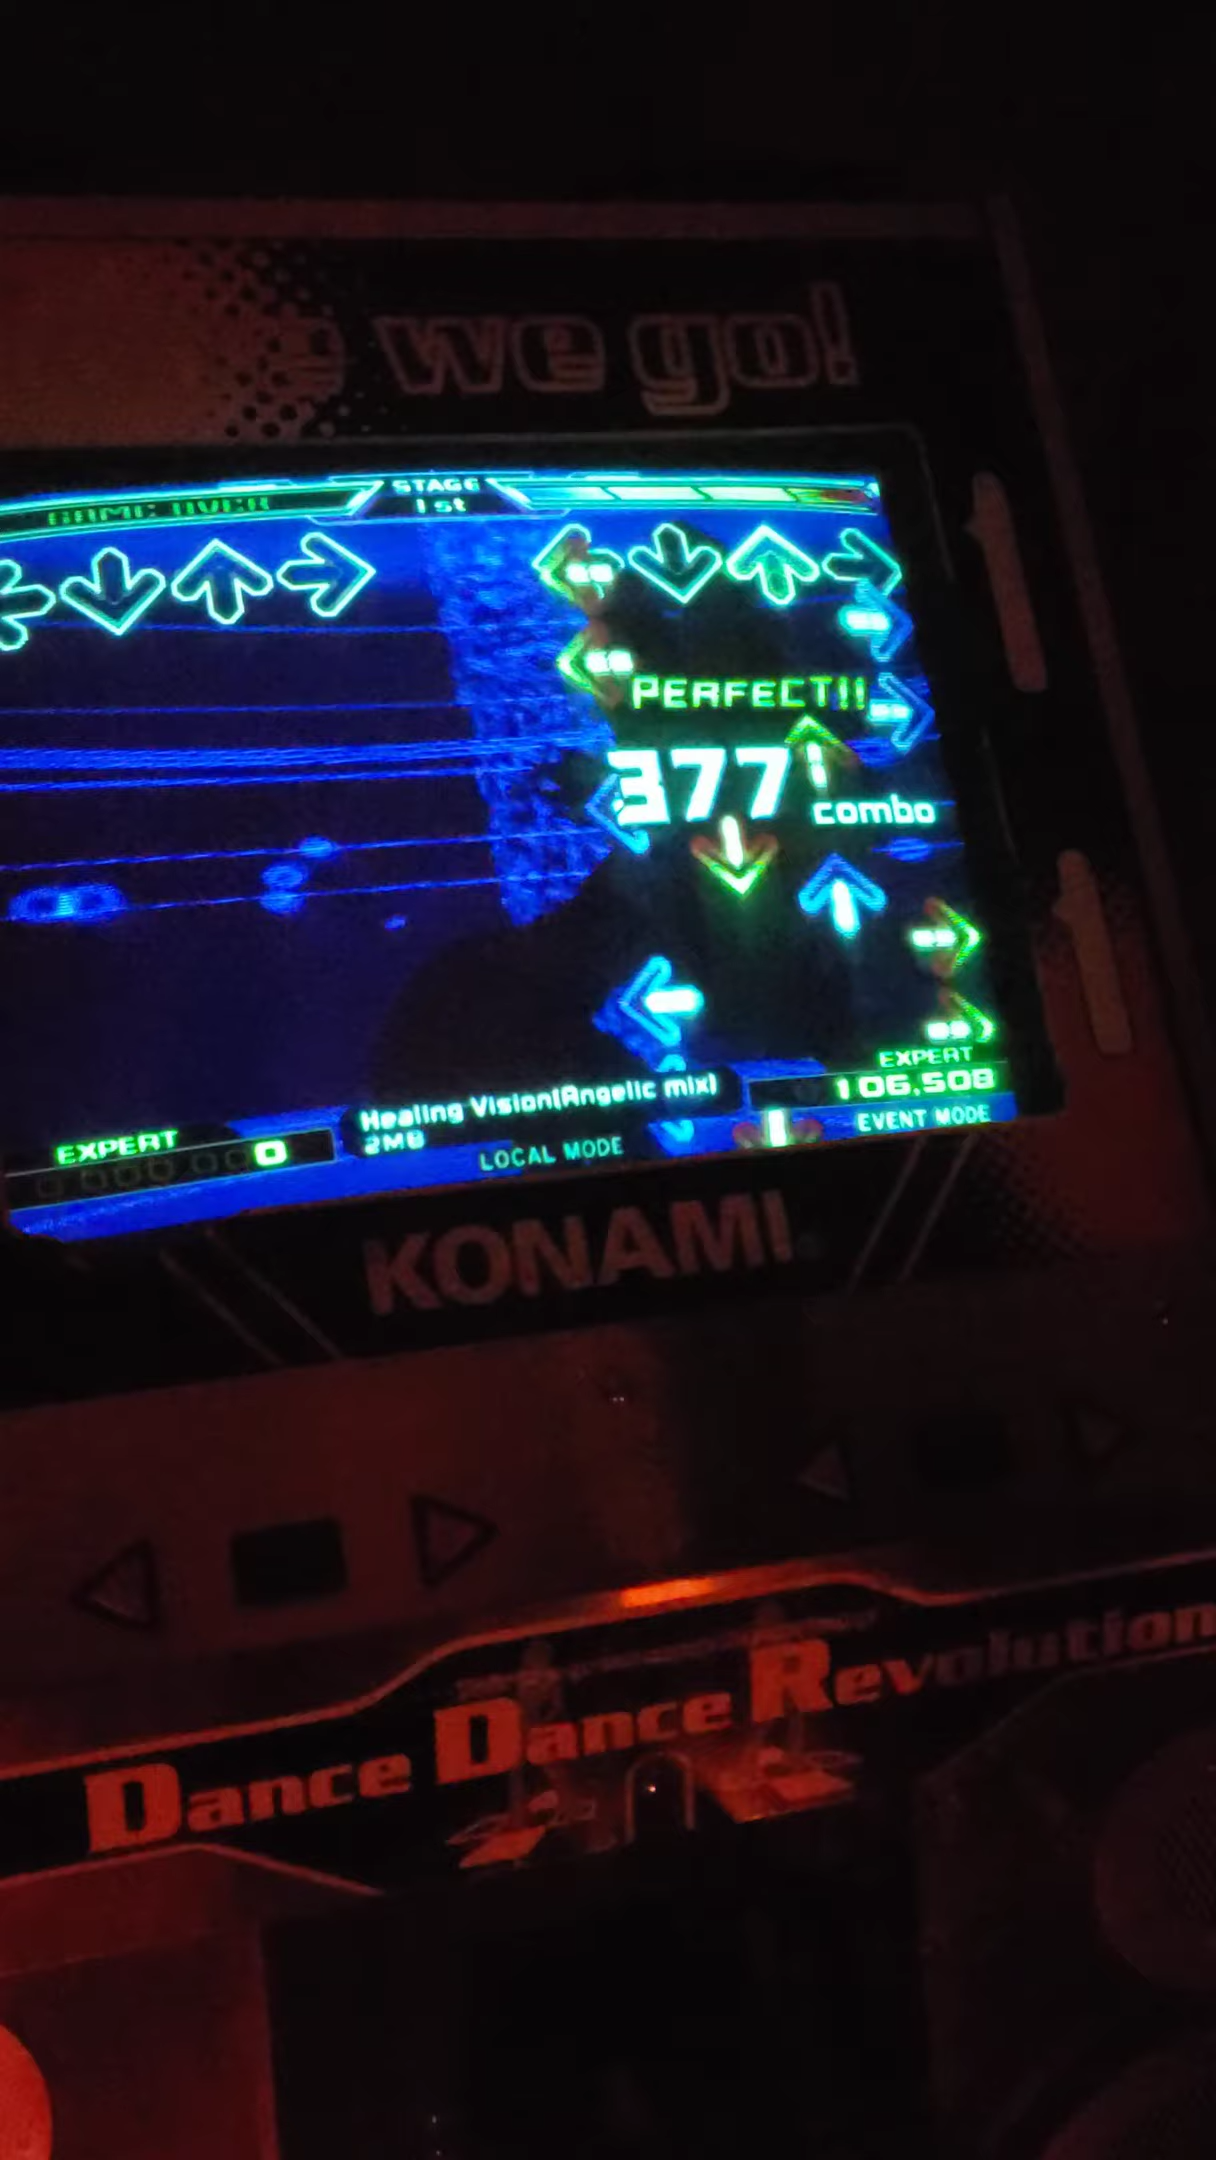 we go!
GAME OVER
STAGE
1st
PERFECT!!
377
combo
EXPERT
106,508
Healing Vision(Angelic mix)
2MB
EXPERT
0
LOCAL MODE
EVENT MODE
KONAMI
Dance Dance Revolution